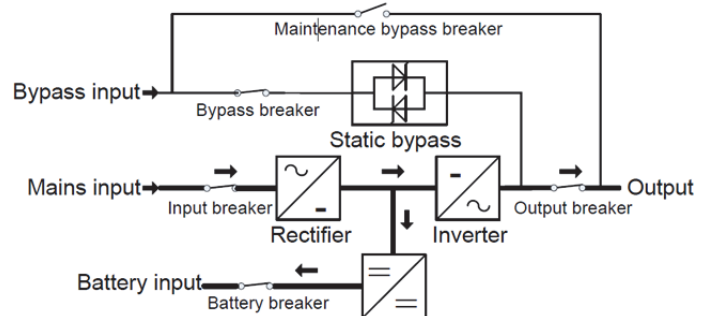 Maintenance bypass breaker
Bypass input
Bypass breaker
Static bypass
Mains input
Input breaker
Rectifier
Inverter
Output breaker
Output
Battery input
Battery breaker